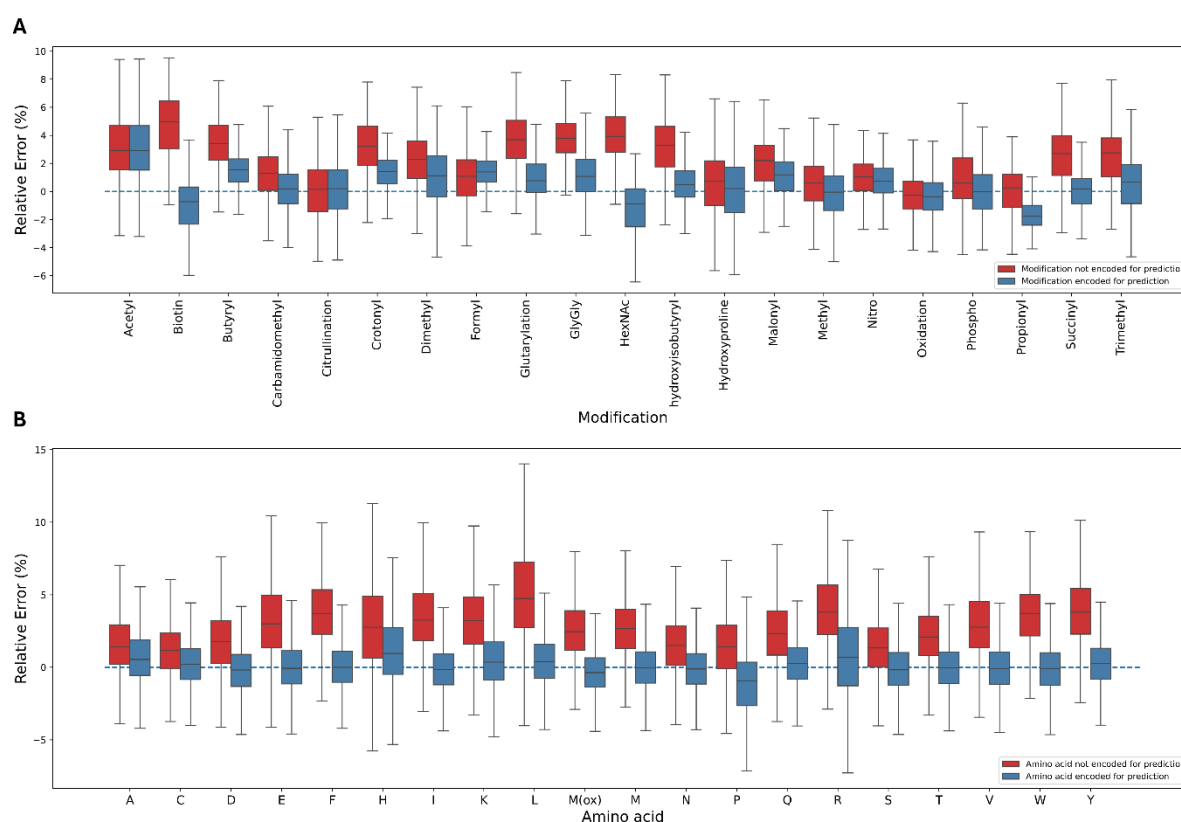 A
10
8
6
4
2
0
−2
−4
−6
Relative Error (%)
Modification not encoded for predictio
Modification encoded for prediction
Acetyl
Biotin
Butyryl
Carbamidomethyl
Citrullination
Crotonyl
Dimethyl
Formyl
Glutarylation
GlyGly
HexNAc
hydroxyisobutyryl
Hydroxyproline
Malonyl
Methyl
Nitro
Oxidation
Phospho
Propionyl
Succinyl
Trimethyl
Modification
B
15
10
5
0
−5
Relative Error (%)
Amino acid not encoded for predictio
Amino acid encoded for prediction
A C D E F H I K L M(ox) M N P Q R S T V W Y
Amino acid